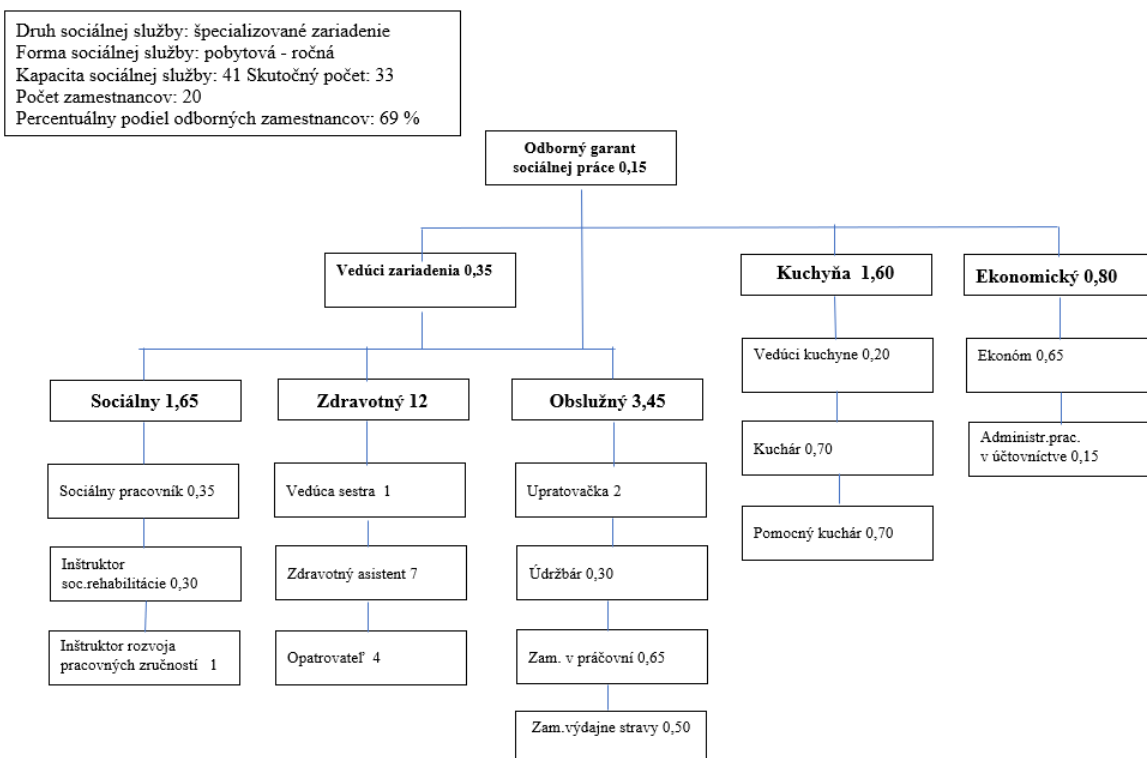 Druh sociálnej služby: špecializované zariadenie
Forma sociálnej služby: pobytová - ročná
Kapacita sociálnej služby: 41 Skutočný počet: 33
Počet zamestnancov: 20
Percentuálny podiel odborných zamestnancov: 69 %
Odborný garant
sociálnej práce 0,15
Vedúci zariadenia 0,35
Kuchyňa 1,60
Ekonomický 0,80
Vedúci kuchyne 0,20
Ekonóm 0,65
Sociálny 1,65
Zdravotný 12
Obslužný 3,45
Kuchár 0,70
Administr.prac.
v účtovníctve 0,15
Sociálny pracovník 0,35
Vedúca sestra 1
Upratovačka 2
Pomocný kuchár 0,70
Inštruktor
soc.rehabilitácie 0,30
Zdravotný asistent 7
Údržbár 0,30
Inštruktor rozvoja
pracovných zručností 1
Opatrovateľ 4
Zam. v práčovní 0,65
Zam.výdajne stravy 0,50